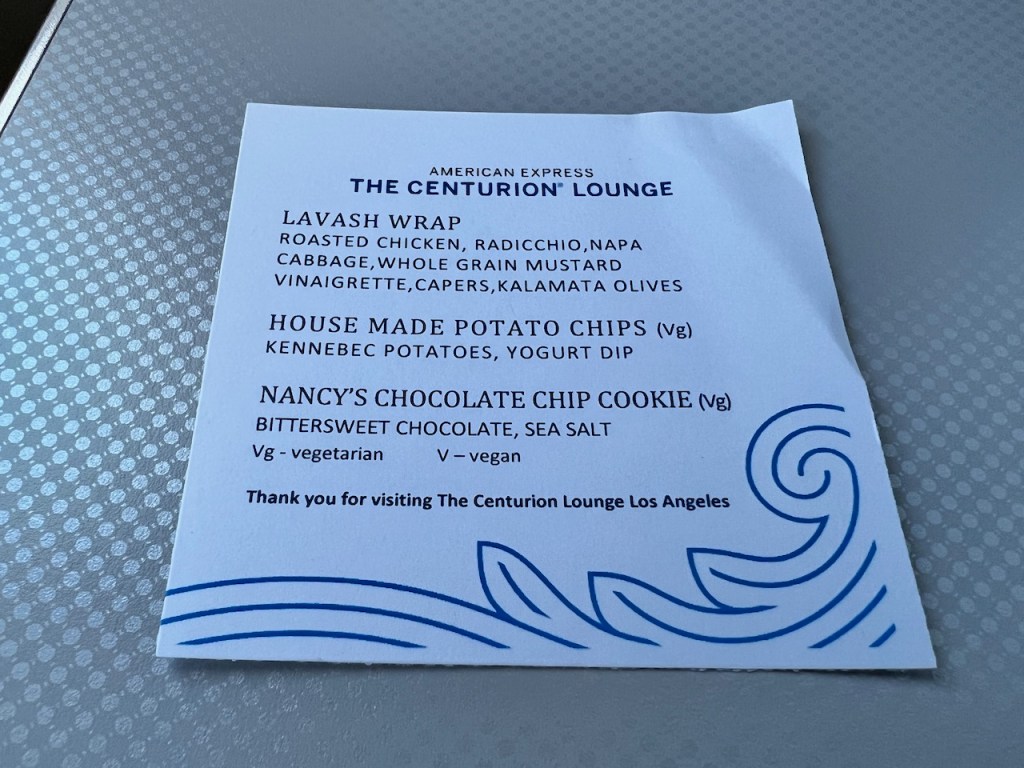 AMERICAN EXPRESS
THE CENTURION® LOUNGE
LAVASH WRAP
ROASTED CHICKEN, RADICCHIO,NAPA
CABBAGE,WHOLE GRAIN MUSTARD
VINAIGRETTE,CAPERS,KALAMATA OLIVES
HOUSE MADE POTATO CHIPS (Vg)
KENNEBEC POTATOES, YOGURT DIP
NANCY'S CHOCOLATE CHIP COOKIE (Vg)
BITTERSWEET CHOCOLATE, SEA SALT
Vg - vegetarian V – vegan
Thank you for visiting The Centurion Lounge Los Angeles